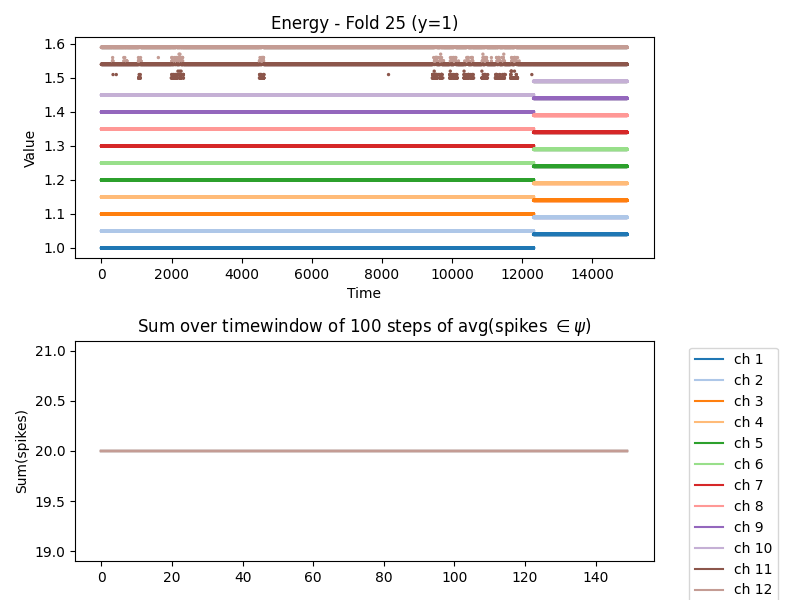 Energy - Fold 25 (y=1)
1.6
1.5
1.4
1.3
1.2
1.1
1.0
Value
0 2000 4000 6000 8000 10000 12000 14000
Time
Sum over timewindow of 100 steps of avg(spikes ∈ ψ)
21.0
20.5
20.0
19.5
19.0
Sum(spikes)
0 20 40 60 80 100 120 140
ch 1
ch 2
ch 3
ch 4
ch 5
ch 6
ch 7
ch 8
ch 9
ch 10
ch 11
ch 12